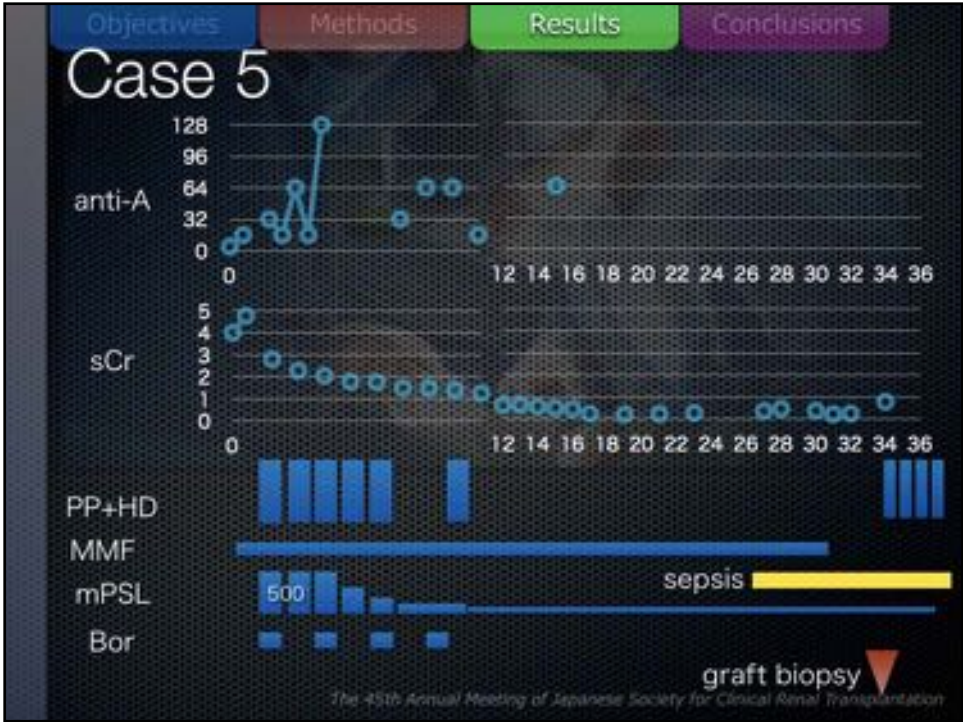 Objectives Methods Results Conclusions
Case 5
128
96
anti-A 64
32
0
0 12 14 16 18 20 22 24 26 28 30 32 34 36
5
4
sCr 3
2
1
0
0 12 14 16 18 20 22 24 26 28 30 32 34 36
PP+HD
MMF
sepsis
mPSL 500
Bor
graft biopsy
The 45th Annual Meeting of Japanese Society for Clinical Renal Transplantation